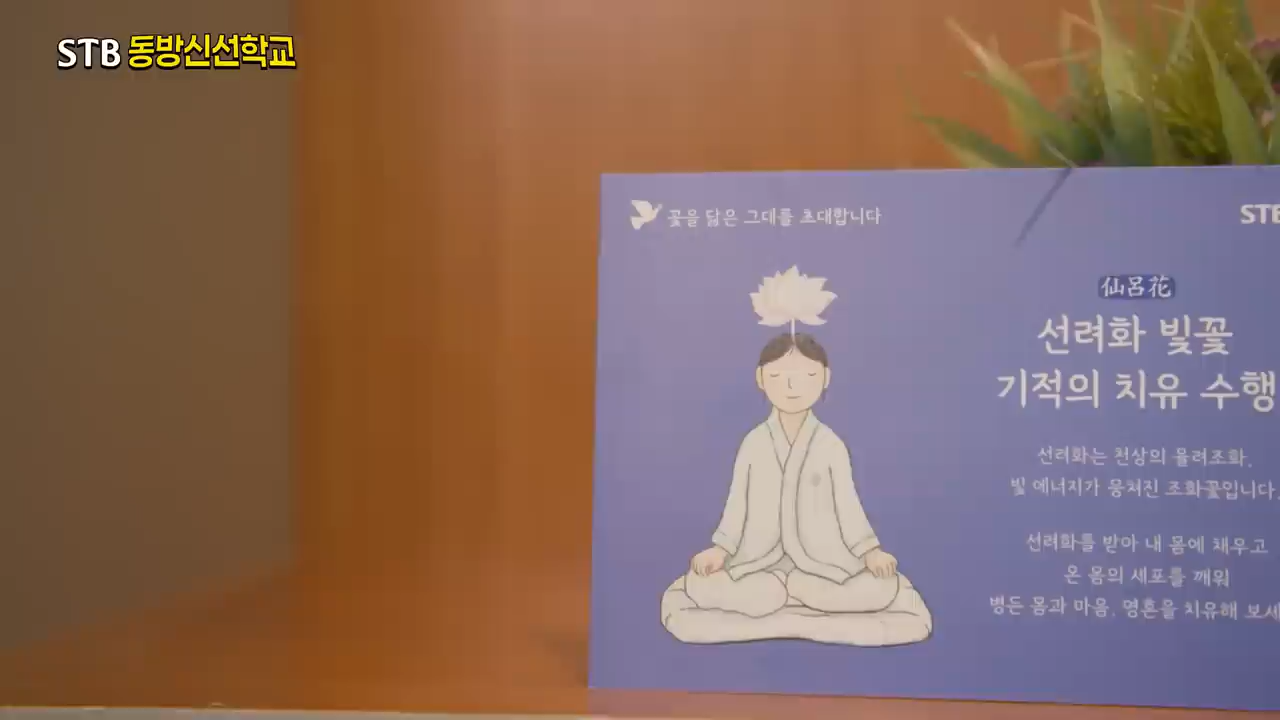 STB 동방신선학교
꽃을 닮은 그대를 초대합니다
仙呂花
선려화 빛꽃
기적의 치유 수행
선려화는 천상의 율려조화,
빛 에너지가 뭉쳐진 조화꽃입니다.
선려화를 받아 내 몸에 채우고
온 몸의 세포를 깨워
병든 몸과 마음, 영혼을 치유해 보세